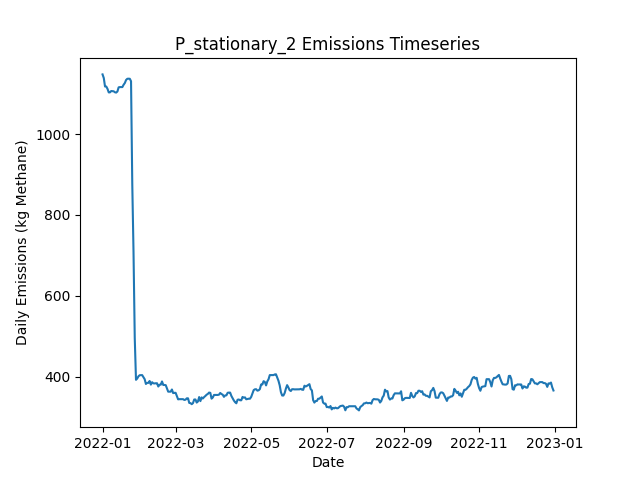 P_stationary_2 Emissions Timeseries
Daily Emissions (kg Methane)
1000
800
600
400
2022-01 2022-03 2022-05 2022-07 2022-09 2022-11 2023-01
Date